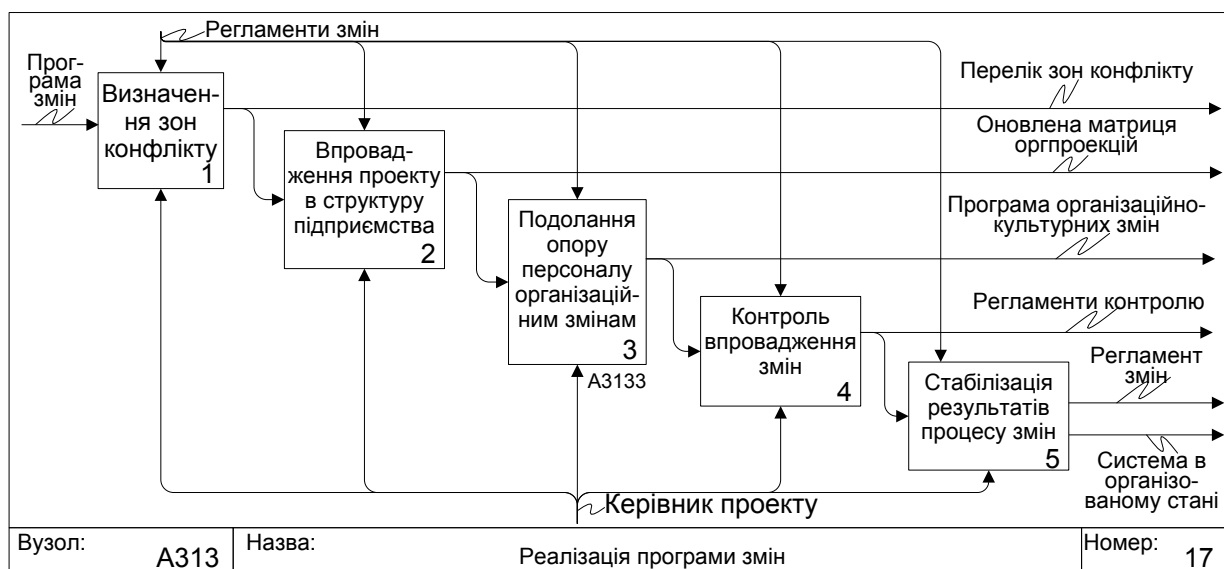 Регламенти змін
Прог-
рама
змін
Визначен-
ня зон
конфлікту
1
Перелік зон конфлікту
Впровад-
ження проекту
в структуру
підприємства
2
Оновлена матриця
оргпроекцій
Подолання
опору
персоналу
організацій-
ним змінам
3
А3133
Програма організаційно-
культурних змін
Контроль
впровадження
змін
4
Регламенти контролю
Стабілізація
результатів
процесу змін
5
Регламент
змін
Система в
організо-
ваному стані
Керівник проекту
Вузол:
А313
Назва:
Реалізація програми змін
Номер:
17